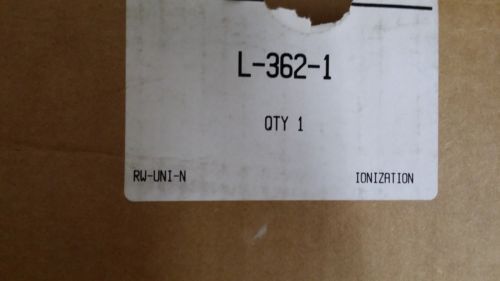 L-362-1
QTY 1
RW-UNI-N IONIZATION